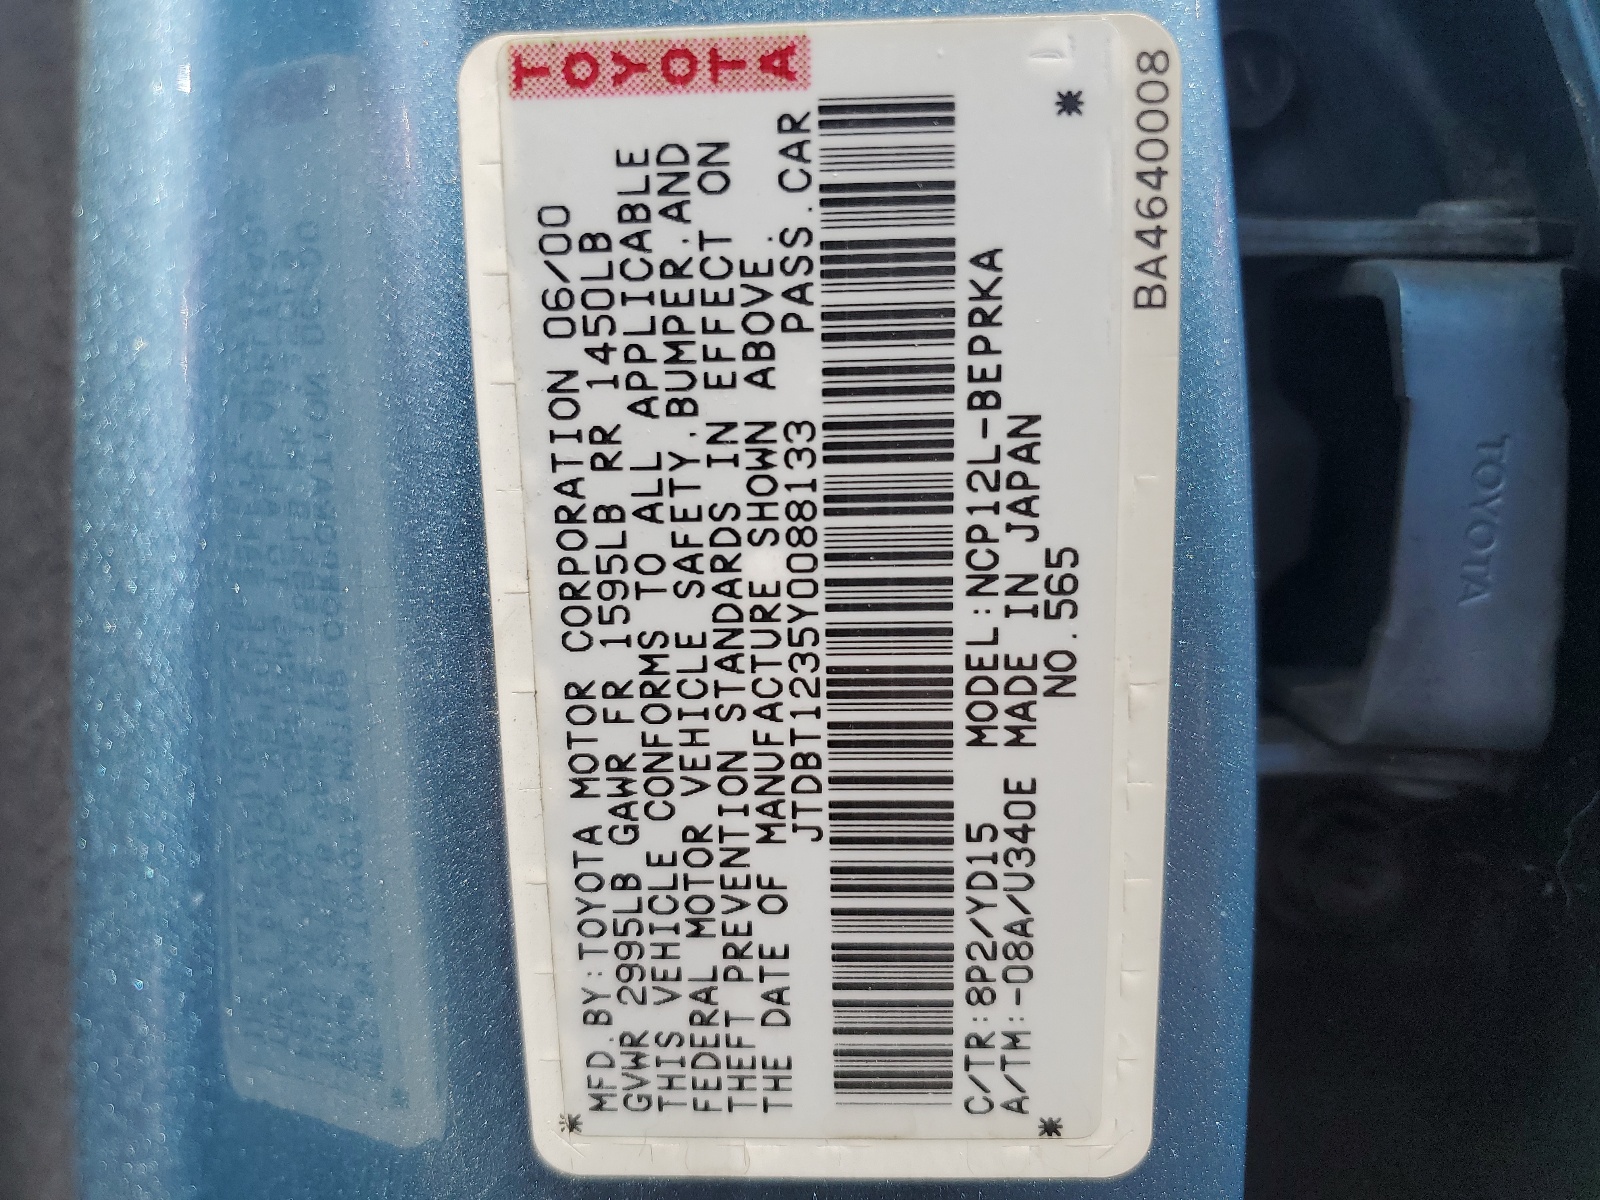 TOYOTA
MFD.BY:TOYOTA MOTOR CORPORATION 06/00
GVWR 2995LB GAWR FR 1595LB RR 1450LB
THIS VEHICLE CONFORMS TO ALL APPLICABLE
FEDERAL MOTOR VEHICLE SAFETY.BUMPER.AND
THEFT PREVENTION STANDARDS IN EFFECT ON
THE DATE OF MANUFACTURE SHOWN ABOVE.
JTDBT1235Y0088133 PASS.CAR
C/TR:8P2/YD15 MODEL:NCP12L-BEPRKA
A/TM:-08A/U340E MADE IN JAPAN
NO.565
BA4640008
TOYOTA